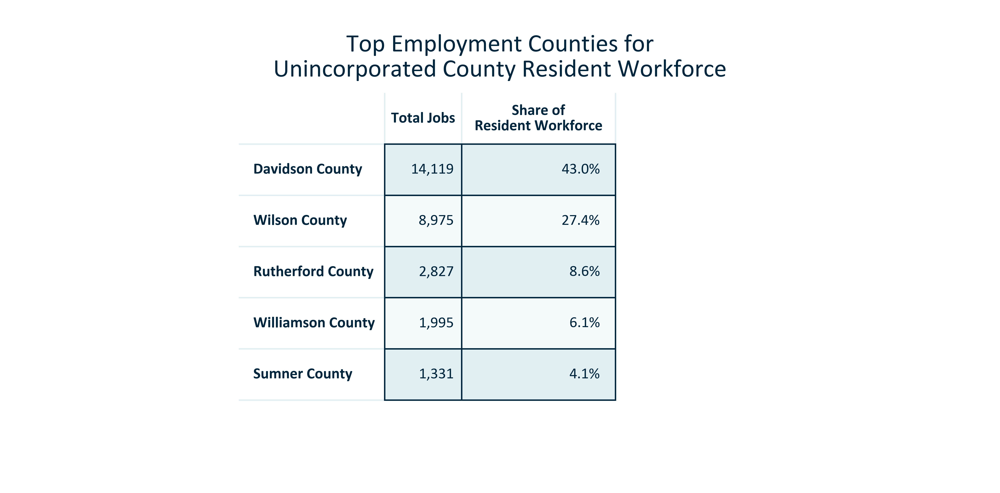 Top Employment Counties for
Unincorporated County Resident Workforce
Total Jobs
Share of
Resident Workforce
Davidson County 14,119 43.0%
Wilson County 8,975 27.4%
Rutherford County 2,827 8.6%
Williamson County 1,995 6.1%
Sumner County 1,331 4.1%